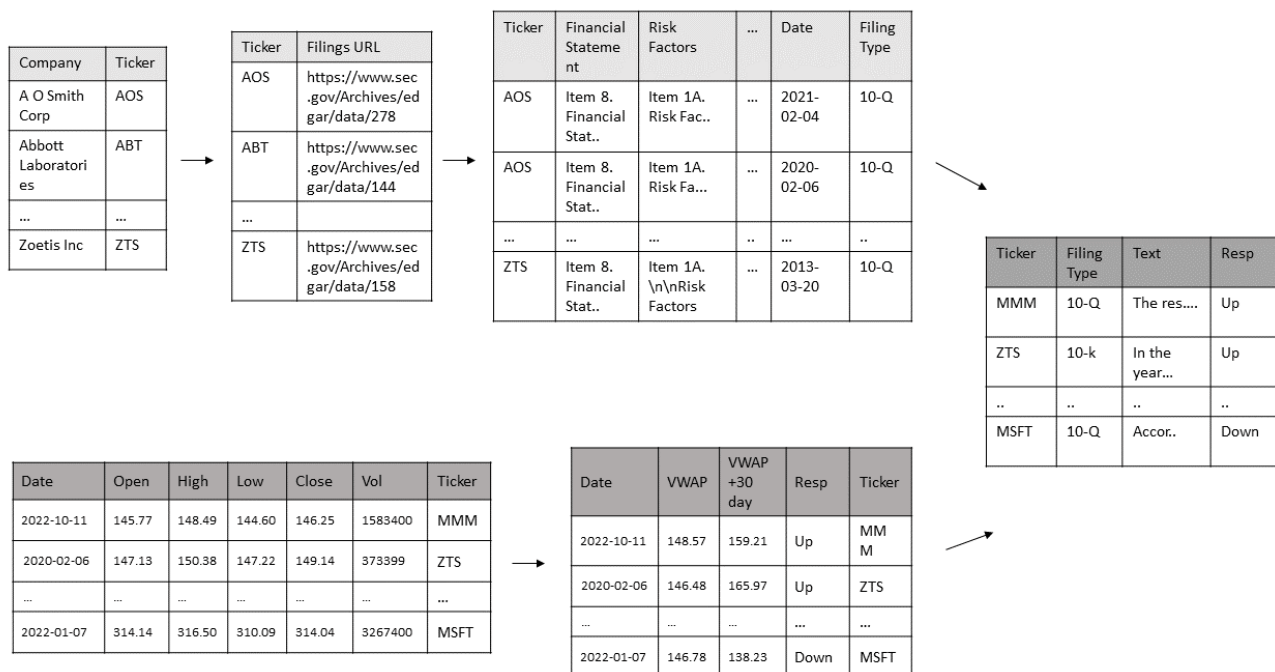 Company Ticker
A O Smith
Corp
AOS
Abbott
Laboratori
es
ABT
... ...
Zoetis Inc ZTS
Ticker Filings URL
AOS
https://www.sec
.gov/Archives/ed
gar/data/278
ABT
https://www.sec
.gov/Archives/ed
gar/data/144
...
ZTS
https://www.sec
.gov/Archives/ed
gar/data/158
Ticker
Financial
Stateme
nt
Risk
Factors
...
Date
Filing
Type
AOS
Item 8.
Financial
Stat..
Item 1A.
Risk Fac..
...
2021-
02-04
10-Q
AOS
Item 8.
Financial
Stat..
Item 1A.
Risk Fa...
...
2020-
02-06
10-Q
... ... ... .. ... ..
ZTS
Item 8.
Financial
Stat..
Item 1A.
\n\nRisk
Factors
...
2013-
03-20
10-Q
Date Open High Low Close Vol Ticker
2022-10-11 145.77 148.49 144.60 146.25 1583400 MMM
2020-02-06 147.13 150.38 147.22 149.14 373399 ZTS
... ... ... ... ... ... ...
2022-01-07 314.14 316.50 310.09 314.04 3267400 MSFT
Date
VWAP
VWAP
+30
day
Resp
Ticker
2022-10-11 148.57 159.21 Up
MM
M
2020-02-06 146.48 165.97 Up ZTS
... ... ... ... ...
2022-01-07 146.78 138.23 Down MSFT
Ticker
Filing
Type
Text
Resp
MMM 10-Q The res.... Up
ZTS
10-k
In the
year...
Up
.. .. .. ..
MSFT 10-Q Accor.. Down